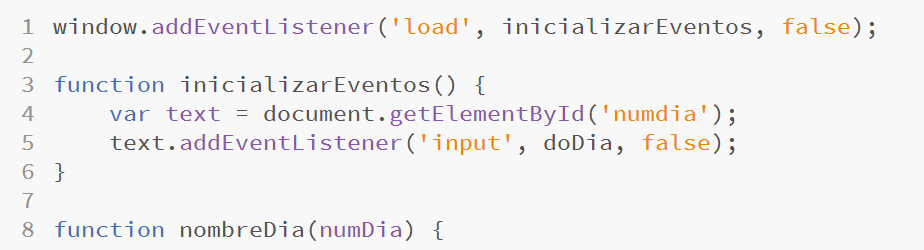 1 window.addEventListener('load', inicializarEventos, false);
2
3 function inicializarEventos() {
4     var text = document.getElementById('numdia');
5     text.addEventListener('input', doDia, false);
6 }
7
8 function nombreDia(numDia) {